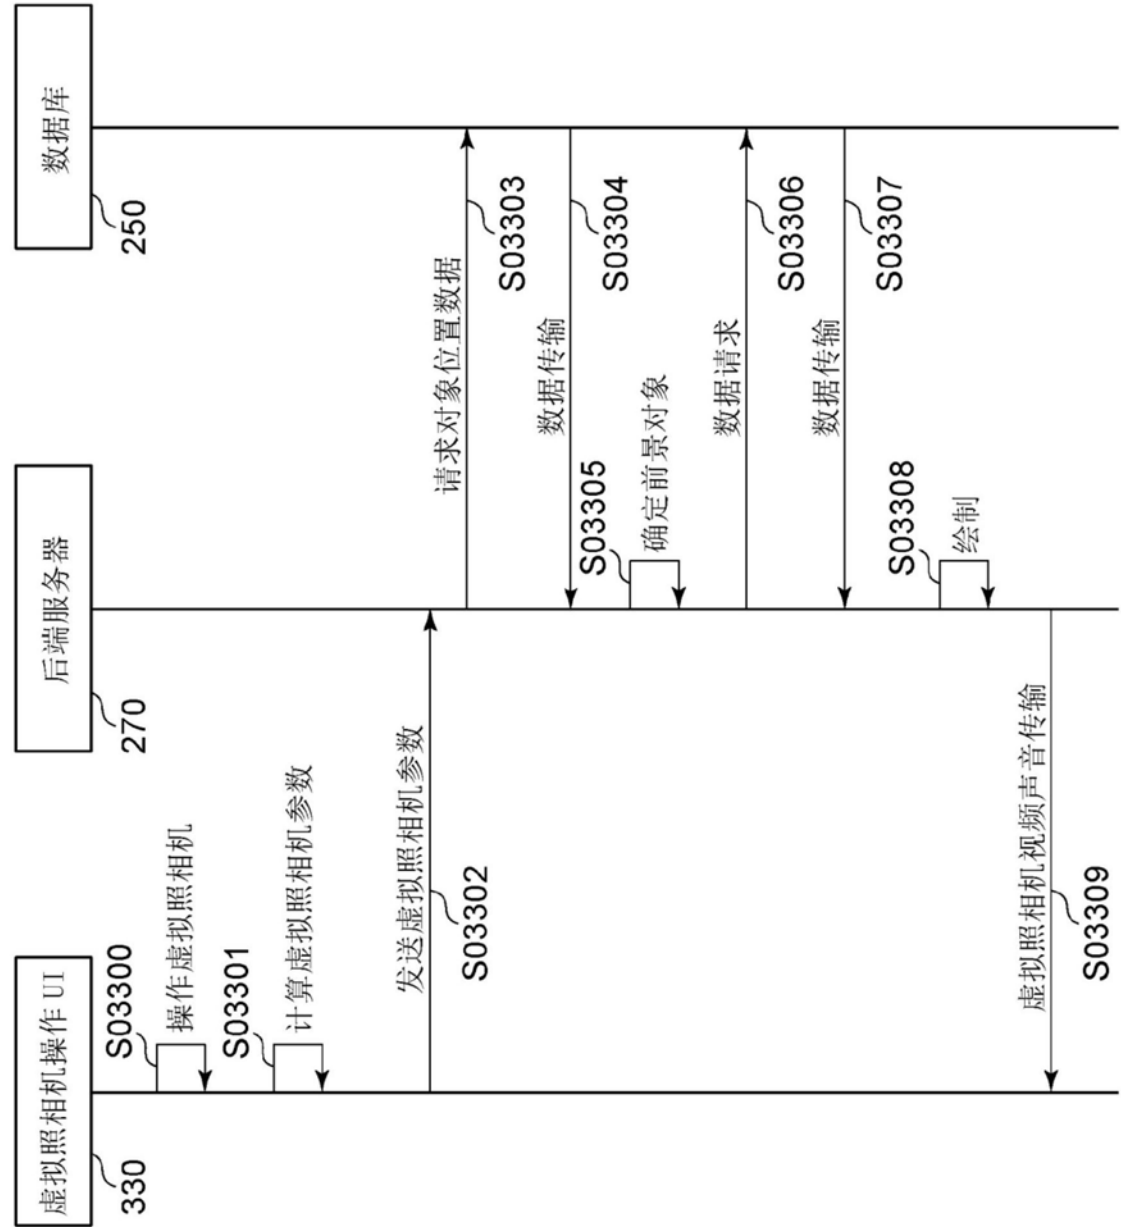 虚拟照相机操作 UI
330
后端服务器
270
数据库
250
S03300
操作虚拟照相机
S03301
计算虚拟照相机参数
发送虚拟照相机参数
S03302
请求对象位置数据
S03303
数据传输
S03304
S03305
确定前景对象
数据请求
S03306
数据传输
S03307
S03308
绘制
虚拟照相机视频声音传输
S03309